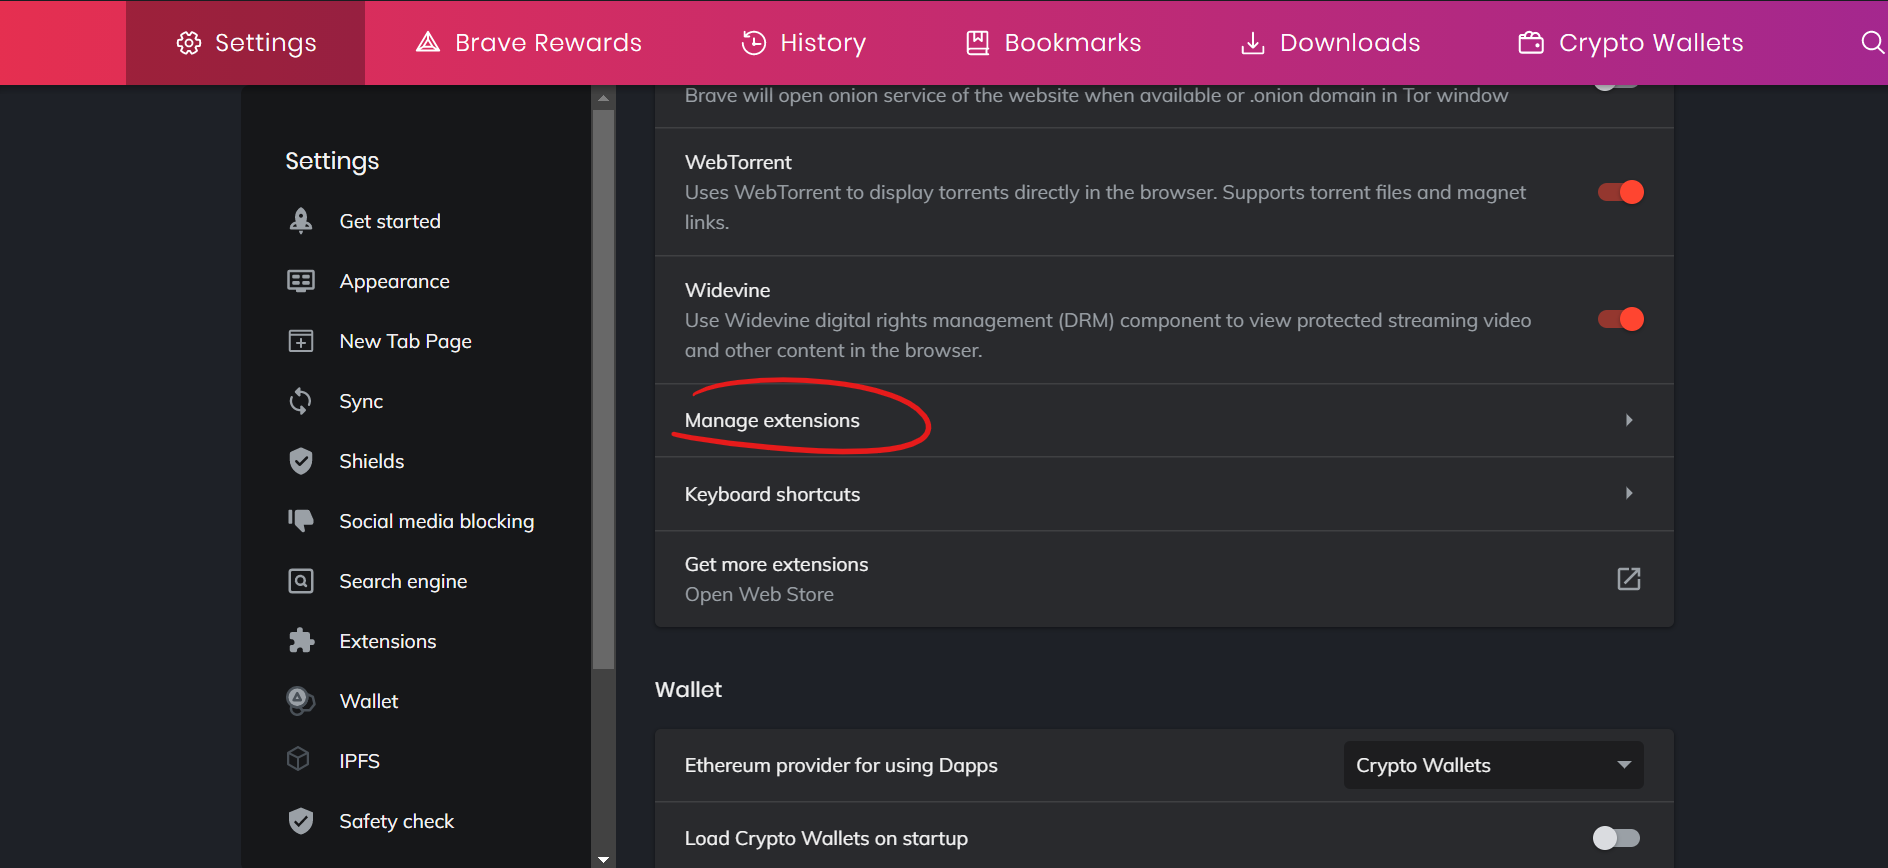 Settings
Brave Rewards
History
Bookmarks
Downloads
Crypto Wallets
Settings
Get started
Appearance
New Tab Page
Sync
Shields
Social media blocking
Search engine
Extensions
Wallet
IPFS
Safety check
Brave will open onion service of the website when available or .onion domain in Tor window
WebTorrent
Uses WebTorrent to display torrents directly in the browser. Supports torrent files and magnet
links.
Widevine
Use Widevine digital rights management (DRM) component to view protected streaming video
and other content in the browser.
Manage extensions
Keyboard shortcuts
Get more extensions
Open Web Store
Wallet
Ethereum provider for using Dapps
Crypto Wallets
Load Crypto Wallets on startup